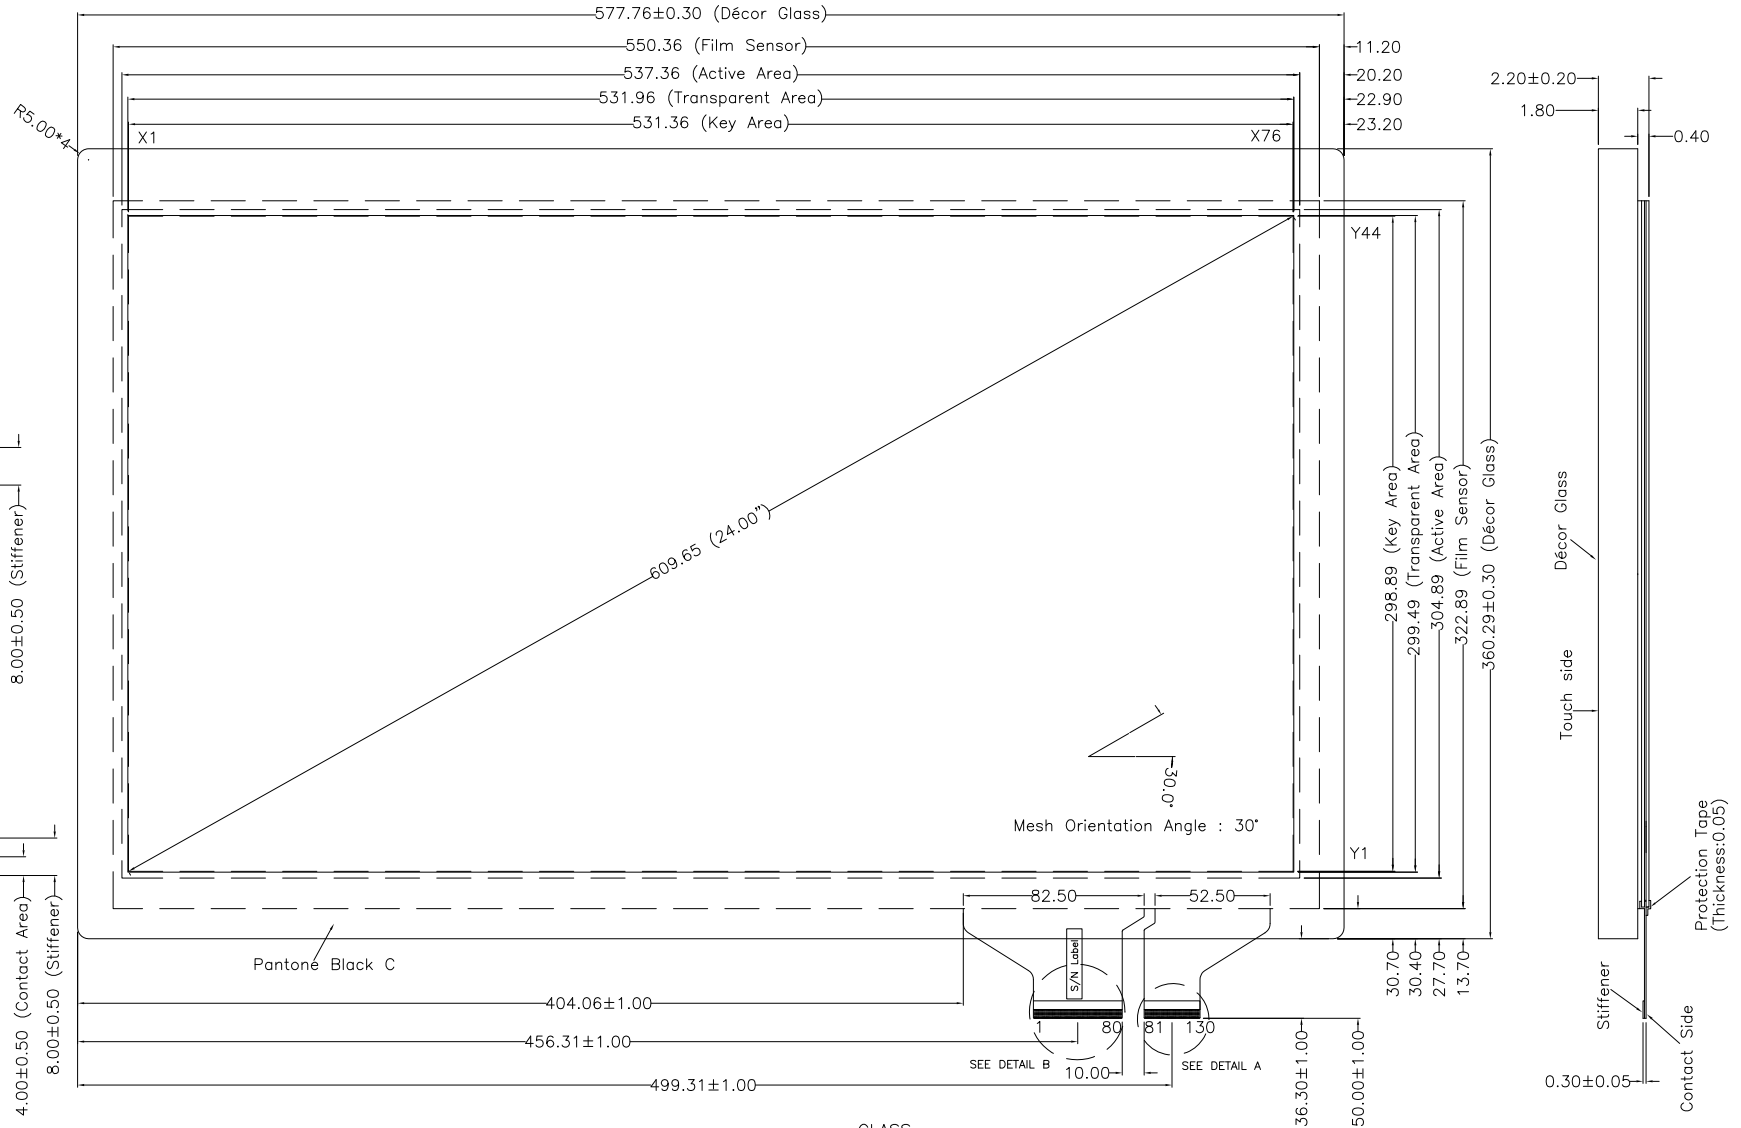 577.76±0.30 (Décor Glass)
550.36 (Film Sensor)
11.20
537.36 (Active Area)
20.20
531.96 (Transparent Area)
22.90
531.36 (Key Area)
23.20
R5.00*4
X1
X76
2.20±0.20
1.80
0.40
Y44
609.65 (24.00")
298.89 (Key Area)
299.49 (Transparent Area)
304.89 (Active Area)
322.89 (Film Sensor)
360.29±0.30 (Décor Glass)
Décor Glass
Touch side
8.00±0.50 (Stiffener)
30.0°
Mesh Orientation Angle : 30°
Y1
Protection Tape
(Thickness:0.05)
82.50
52.50
4.00±0.50 (Contact Area)
8.00±0.50 (Stiffener)
Pantone Black C
S/N Label
30.70
30.40
27.70
13.70
Stiffener
Contact Side
404.06±1.00
1
80
81
130
456.31±1.00
SEE DETAIL B
10.00
SEE DETAIL A
499.31±1.00
36.30±1.00
50.00±1.00
0.30±0.05